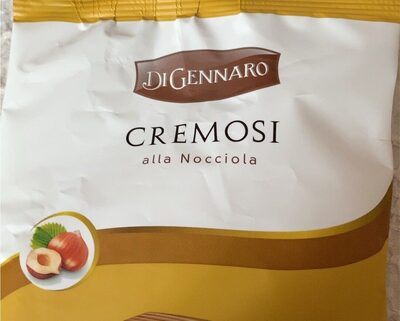 DIGENNARO
CREMOSI
alla Nocciola